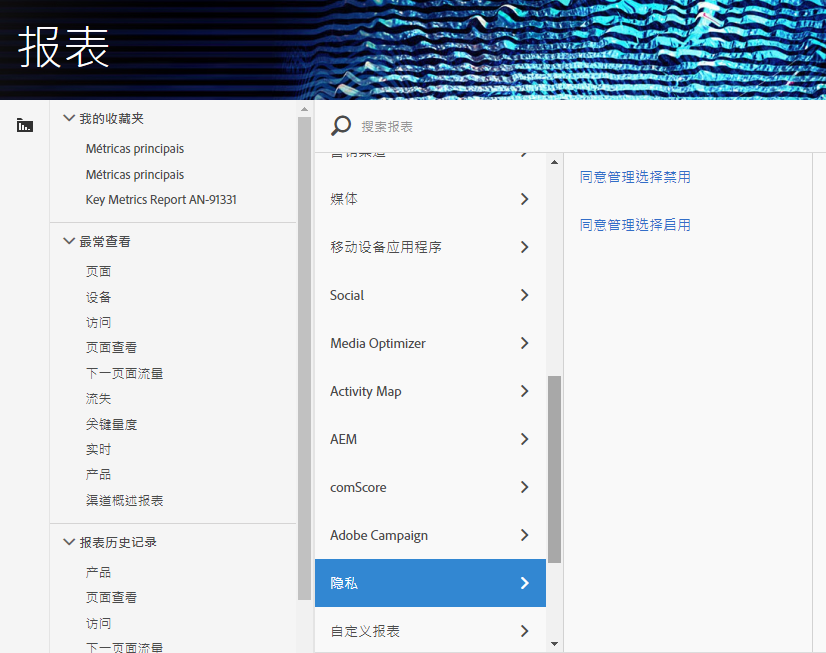 报表
我的收藏夹
Métricas principais
Métricas principais
Key Metrics Report AN-91331
最常查看
页面
设备
访问
页面查看
下一页面流量
流失
关键量度
实时
产品
渠道概述报表
报表历史记录
产品
页面查看
访问
下一页面流量
搜索报表
营销渠道
媒体
移动设备应用程序
Social
Media Optimizer
Activity Map
AEM
comScore
Adobe Campaign
隐私
自定义报表
同意管理选择禁用
同意管理选择启用